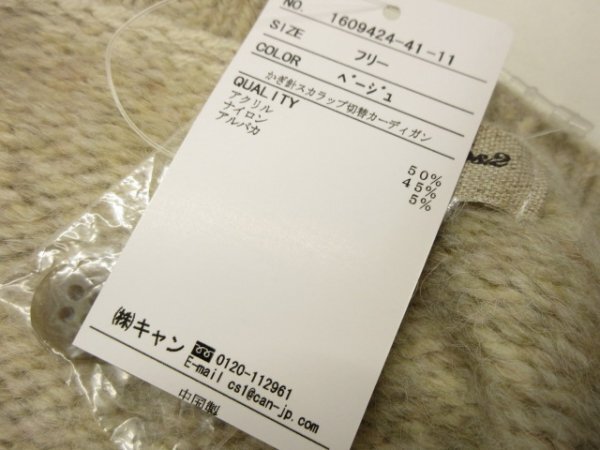 NO. 1609424-41-11
SIZE フリー
COLOR ベージュ
かぎ針スカラップ切替カーディガン
QUALITY
アクリル 50%
ナイロン 45%
アルパカ 5%
㈱キャン 0120-112961
E-mail cs1@can-jp.com
中国製